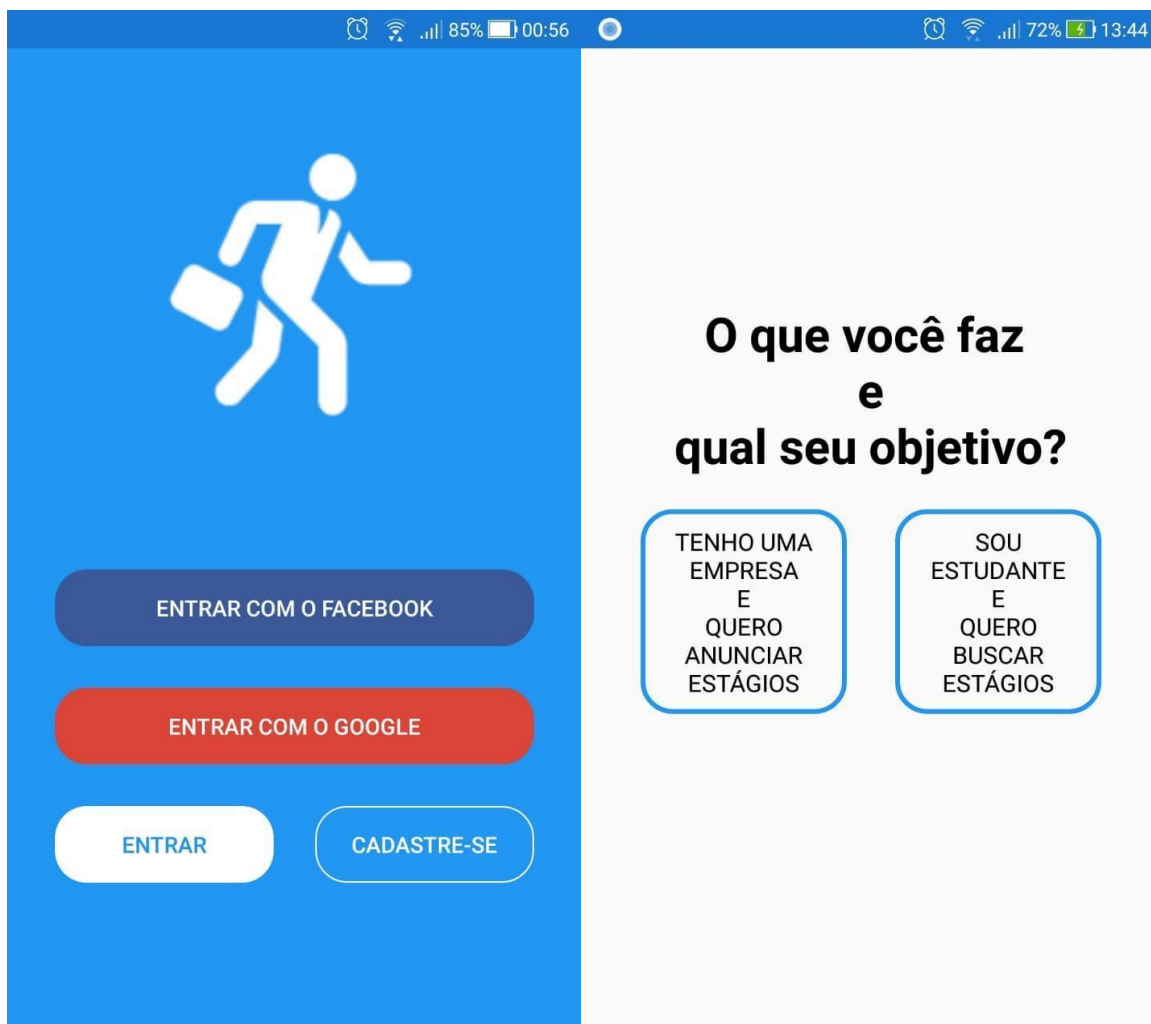 85% 00:56
ENTRAR COM O FACEBOOK
ENTRAR COM O GOOGLE
ENTRAR
CADASTRE-SE
72% 13:44
O que você faz
e
qual seu objetivo?
TENHO UMA
EMPRESA
E
QUERO
ANUNCIAR
ESTÁGIOS
SOU
ESTUDANTE
E
QUERO
BUSCAR
ESTÁGIOS